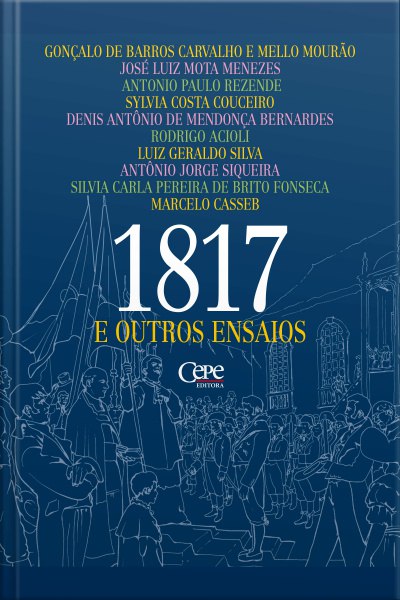 GONÇALO DE BARROS CARVALHO E MELLO MOURÃO
JOSÉ LUIZ MOTA MENEZES
ANTONIO PAULO REZENDE
SYLVIA COSTA COUCEIRO
DENIS ANTÔNIO DE MENDONÇA BERNARDES
RODRIGO ACIOLI
LUIZ GERALDO SILVA
ANTÔNIO JORGE SIQUEIRA
SILVIA CARLA PEREIRA DE BRITO FONSECA
MARCELO CASSEB
1817
E OUTROS ENSAIOS
Cepe
EDITORA